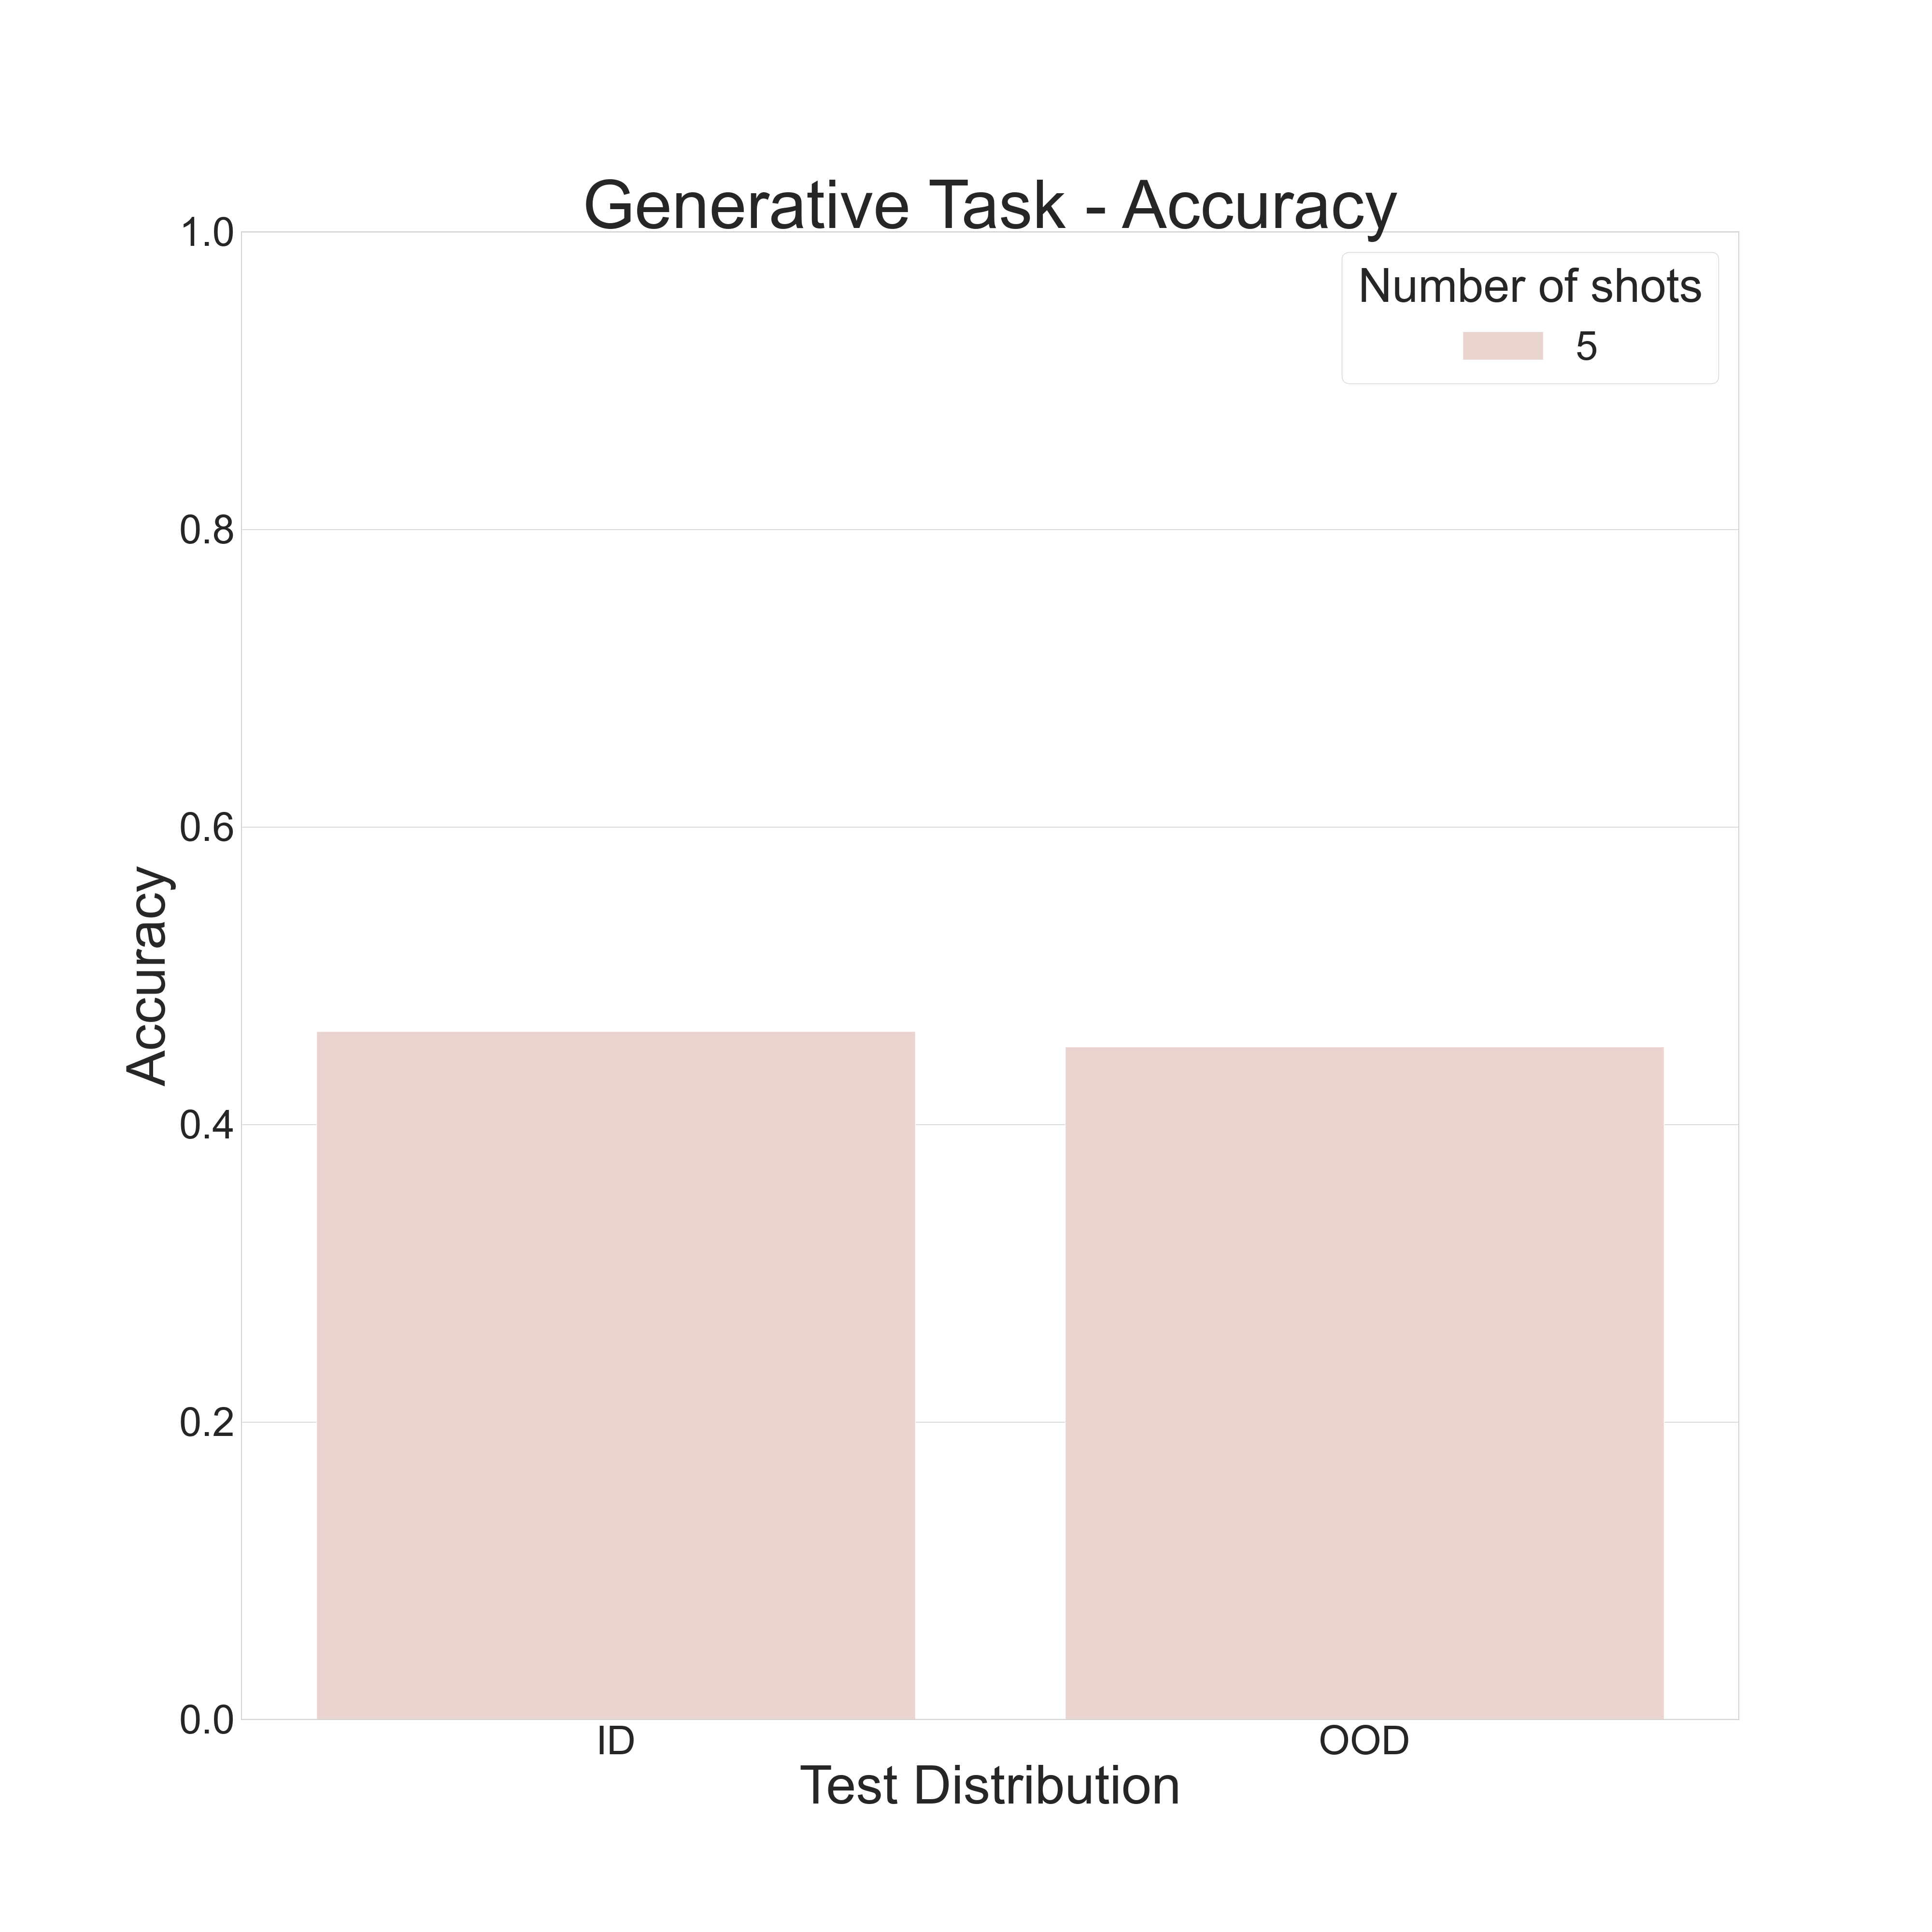 Generative Task - Accuracy
Number of shots
5
1.0
0.8
0.6
0.4
0.2
0.0
Accuracy
ID
OOD
Test Distribution